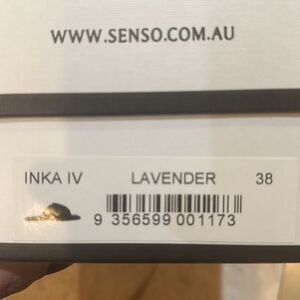 WWW.SENSO.COM.AU
INKA IV LAVENDER 38
9 356599 001173